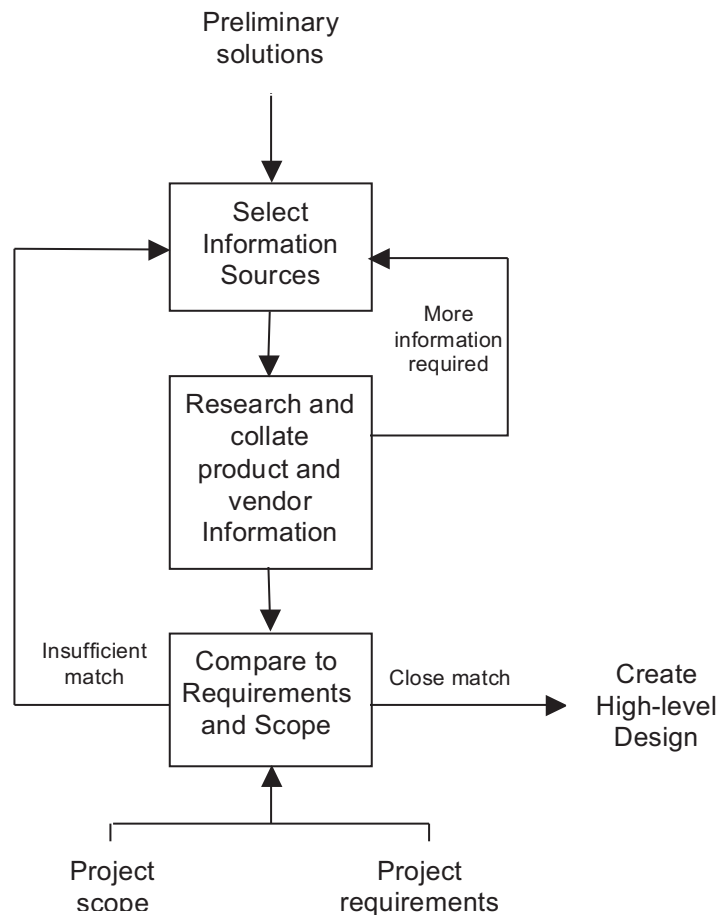 Preliminary
solutions
Select
Information
Sources
More
information
required
Research and
collate
product and
vendor
Information
Insufficient
match
Compare to
Requirements
and Scope
Close match
Create
High-level
Design
Project
scope
Project
requirements